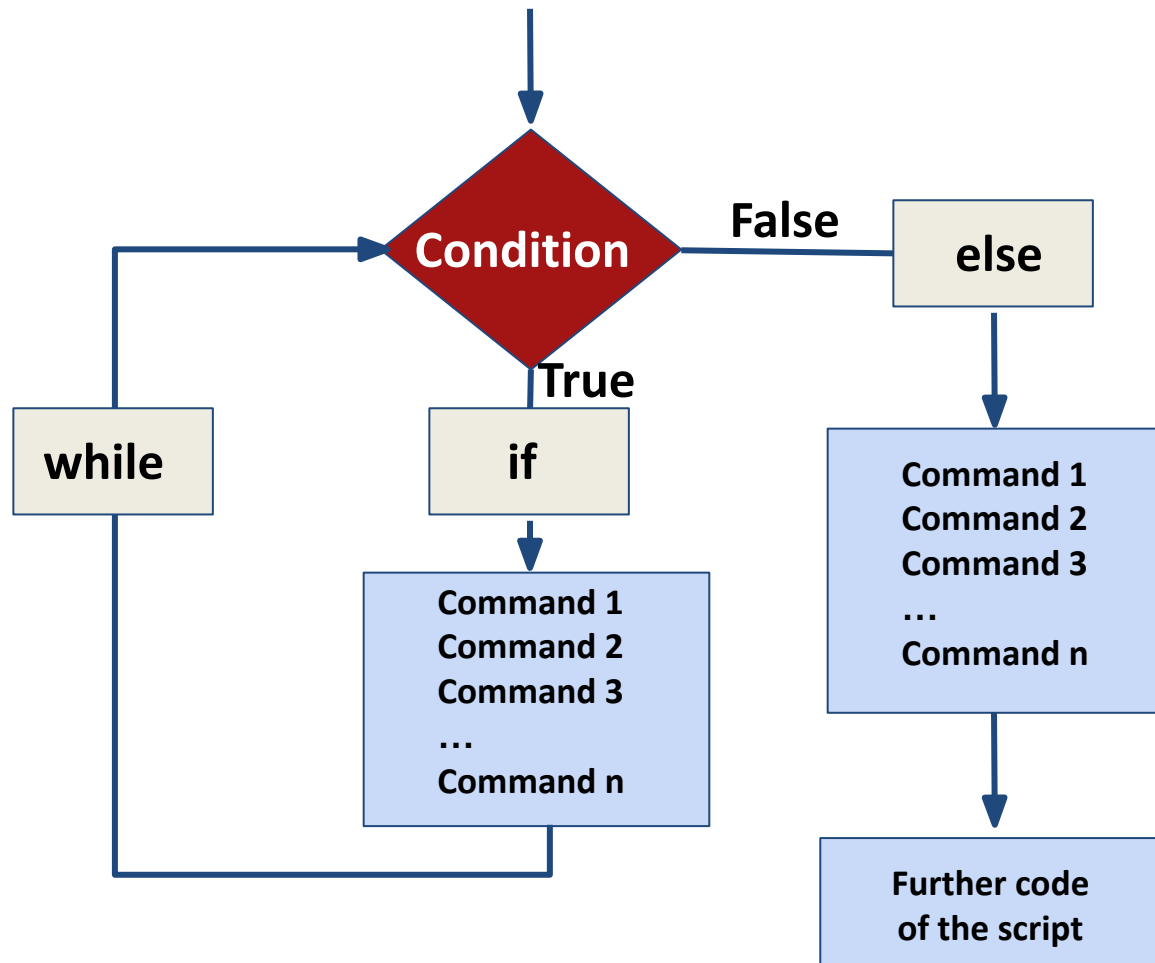 Condition
False
else
True
while
if
Command 1
Command 2
Command 3
...
Command n
Command 1
Command 2
Command 3
...
Command n
Further code
of the script